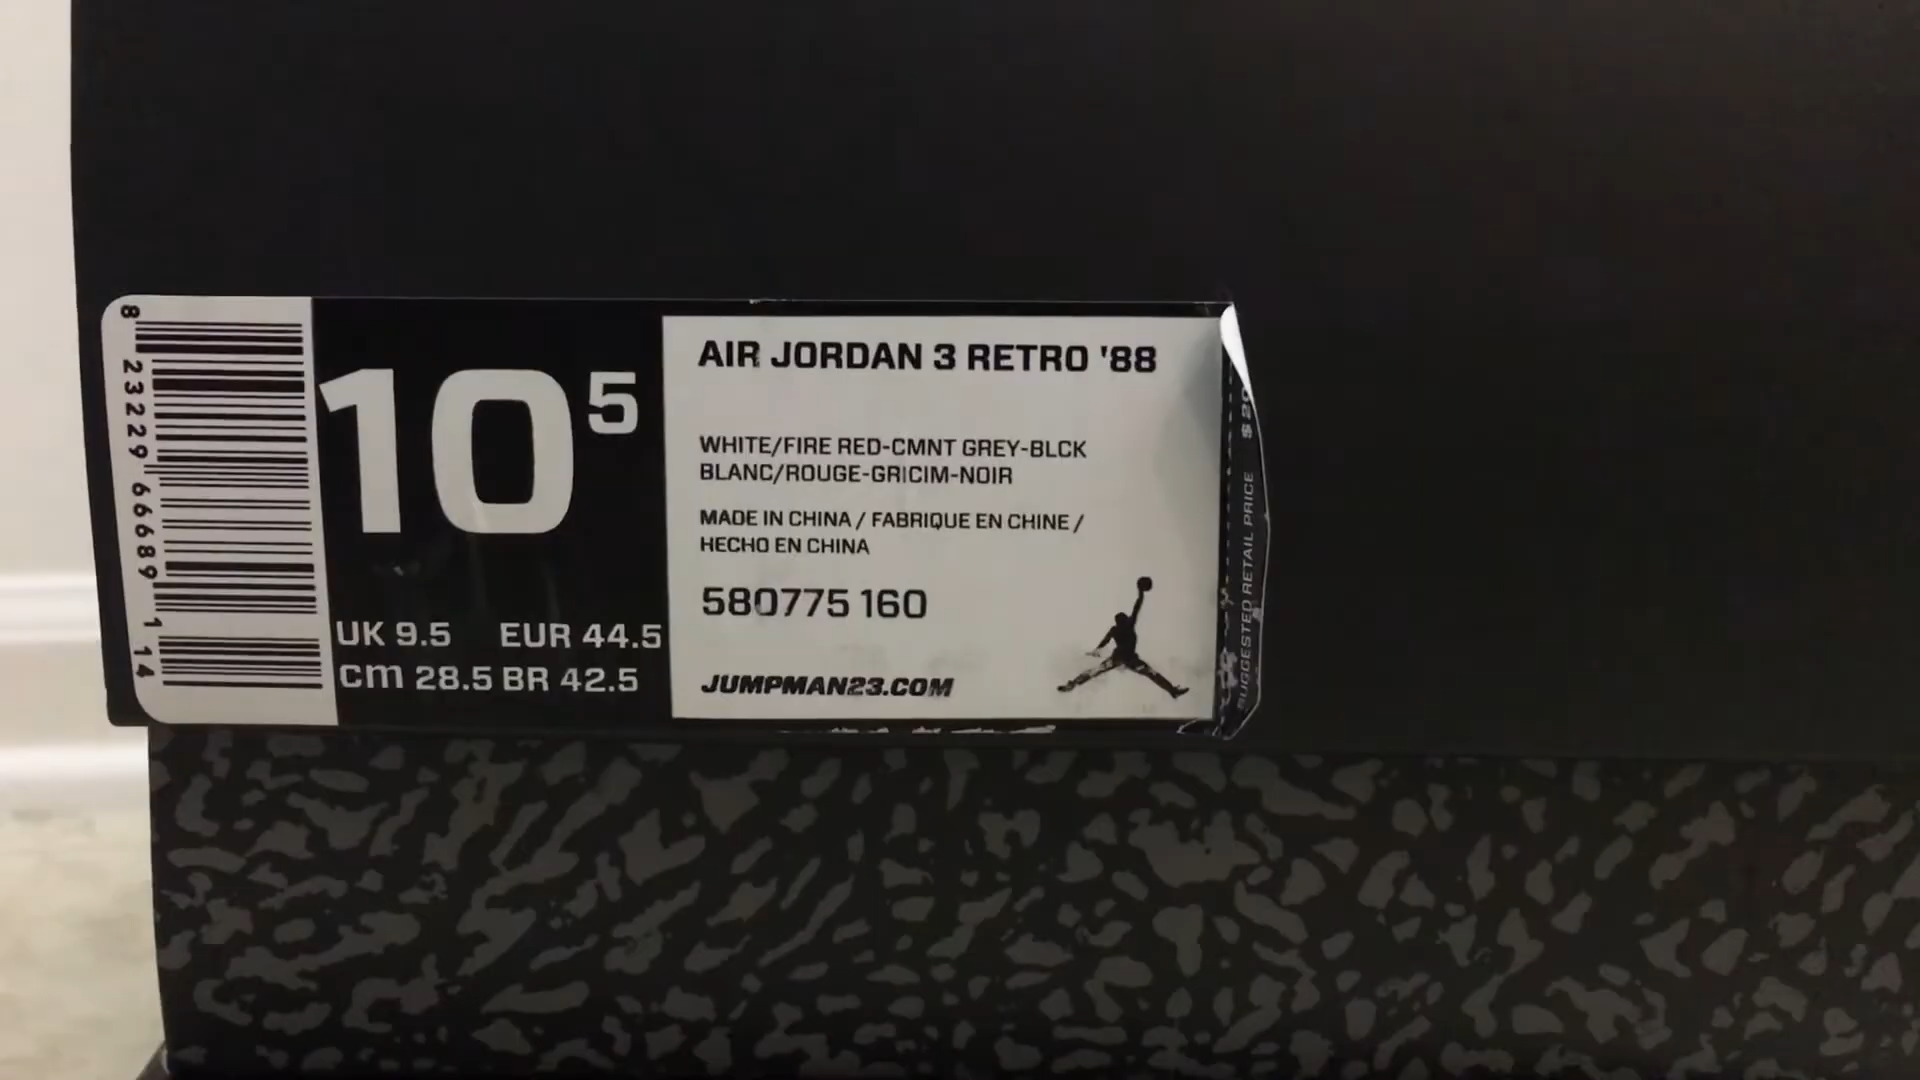 8 23229 66689 1 14
10 5
UK 9.5 EUR 44.5
cm 28.5 BR 42.5
AIR JORDAN 3 RETRO '88
WHITE/FIRE RED-CMNT GREY-BLCK
BLANC/ROUGE-GRICIM-NOIR
MADE IN CHINA / FABRIQUE EN CHINE /
HECHO EN CHINA
580775 160
JUMPMAN23.COM
SUGGESTED RETAIL PRICE